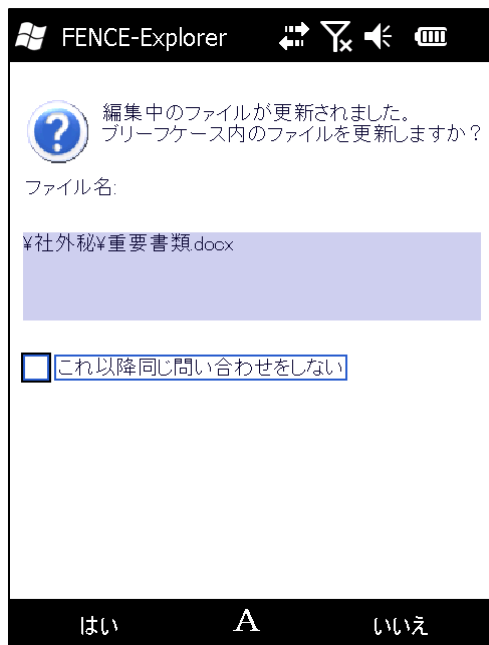 FENCE-Explorer
編集中のファイルが更新されました。
ブリーフケース内のファイルを更新しますか?
ファイル名:
¥社外秘¥重要書類.docx
これ以降同じ問い合わせをしない
はい
A
いいえ